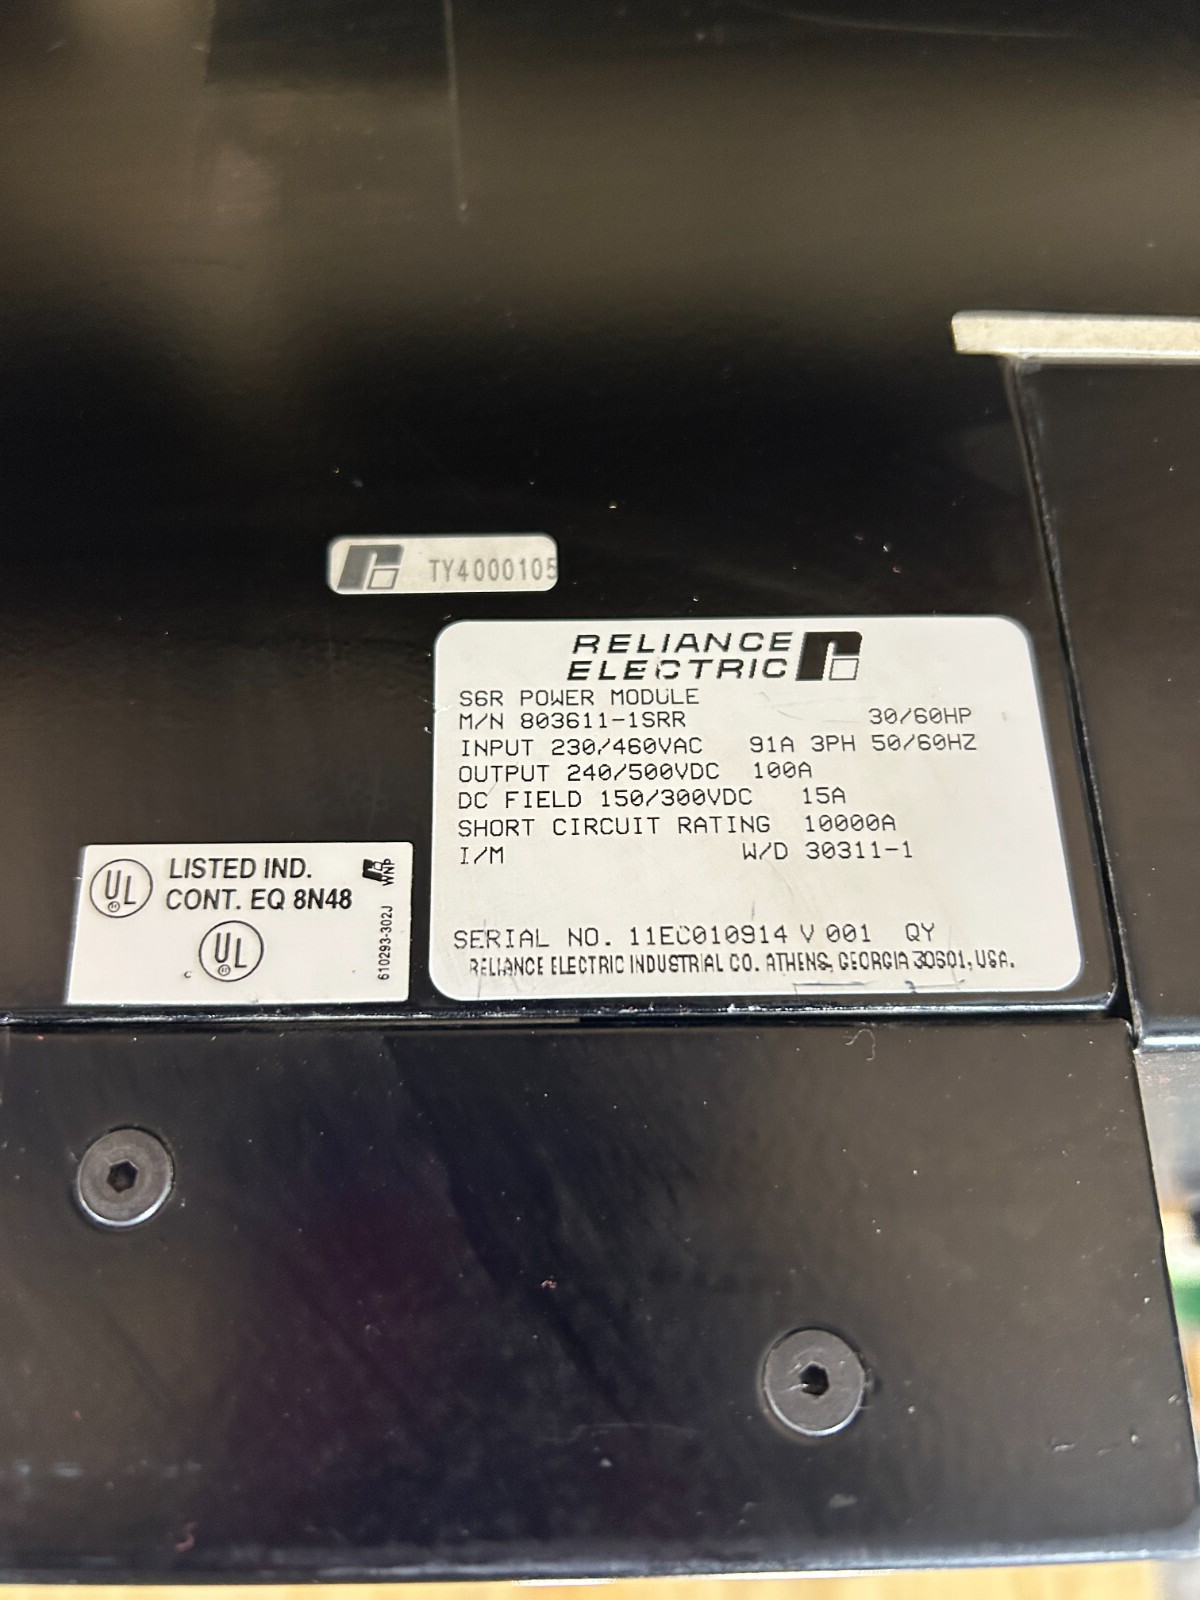 TY4000105
RELIANCE
ELECTRIC
S6R POWER MODULE
M/N 803611-1SRR 30/60HP
INPUT 230/460VAC 91A 3PH 50/60HZ
OUTPUT 240/500VDC 100A
DC FIELD 150/300VDC 15A
SHORT CIRCUIT RATING 10000A
I/M W/D 30311-1
SERIAL NO. 11EC010914 V 001 QY
RELIANCE ELECTRIC INDUSTRIAL CO. ATHENS, GEORGIA 30601, USA.
UL
LISTED IND.
CONT. EQ 8N48
c UL
WNP
610293-302J